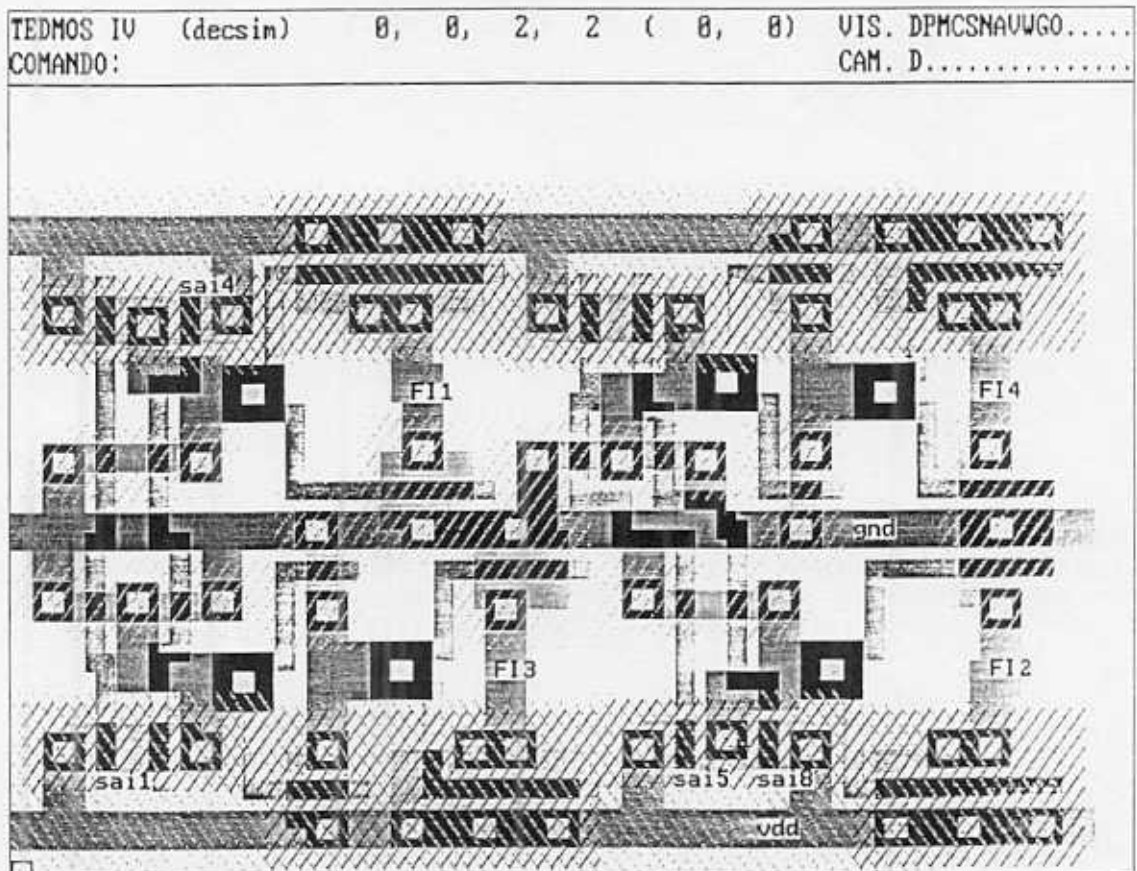 TEDMOS IV (decsim) 0, 0, 2, 2 ( 0, 0) VIS. DPMCSNAVWGO.....
COMANDO: CAM. D...............
sai4
FI1
FI4
gnd
FI3
FI2
sai1
sai5
sai8
vdd